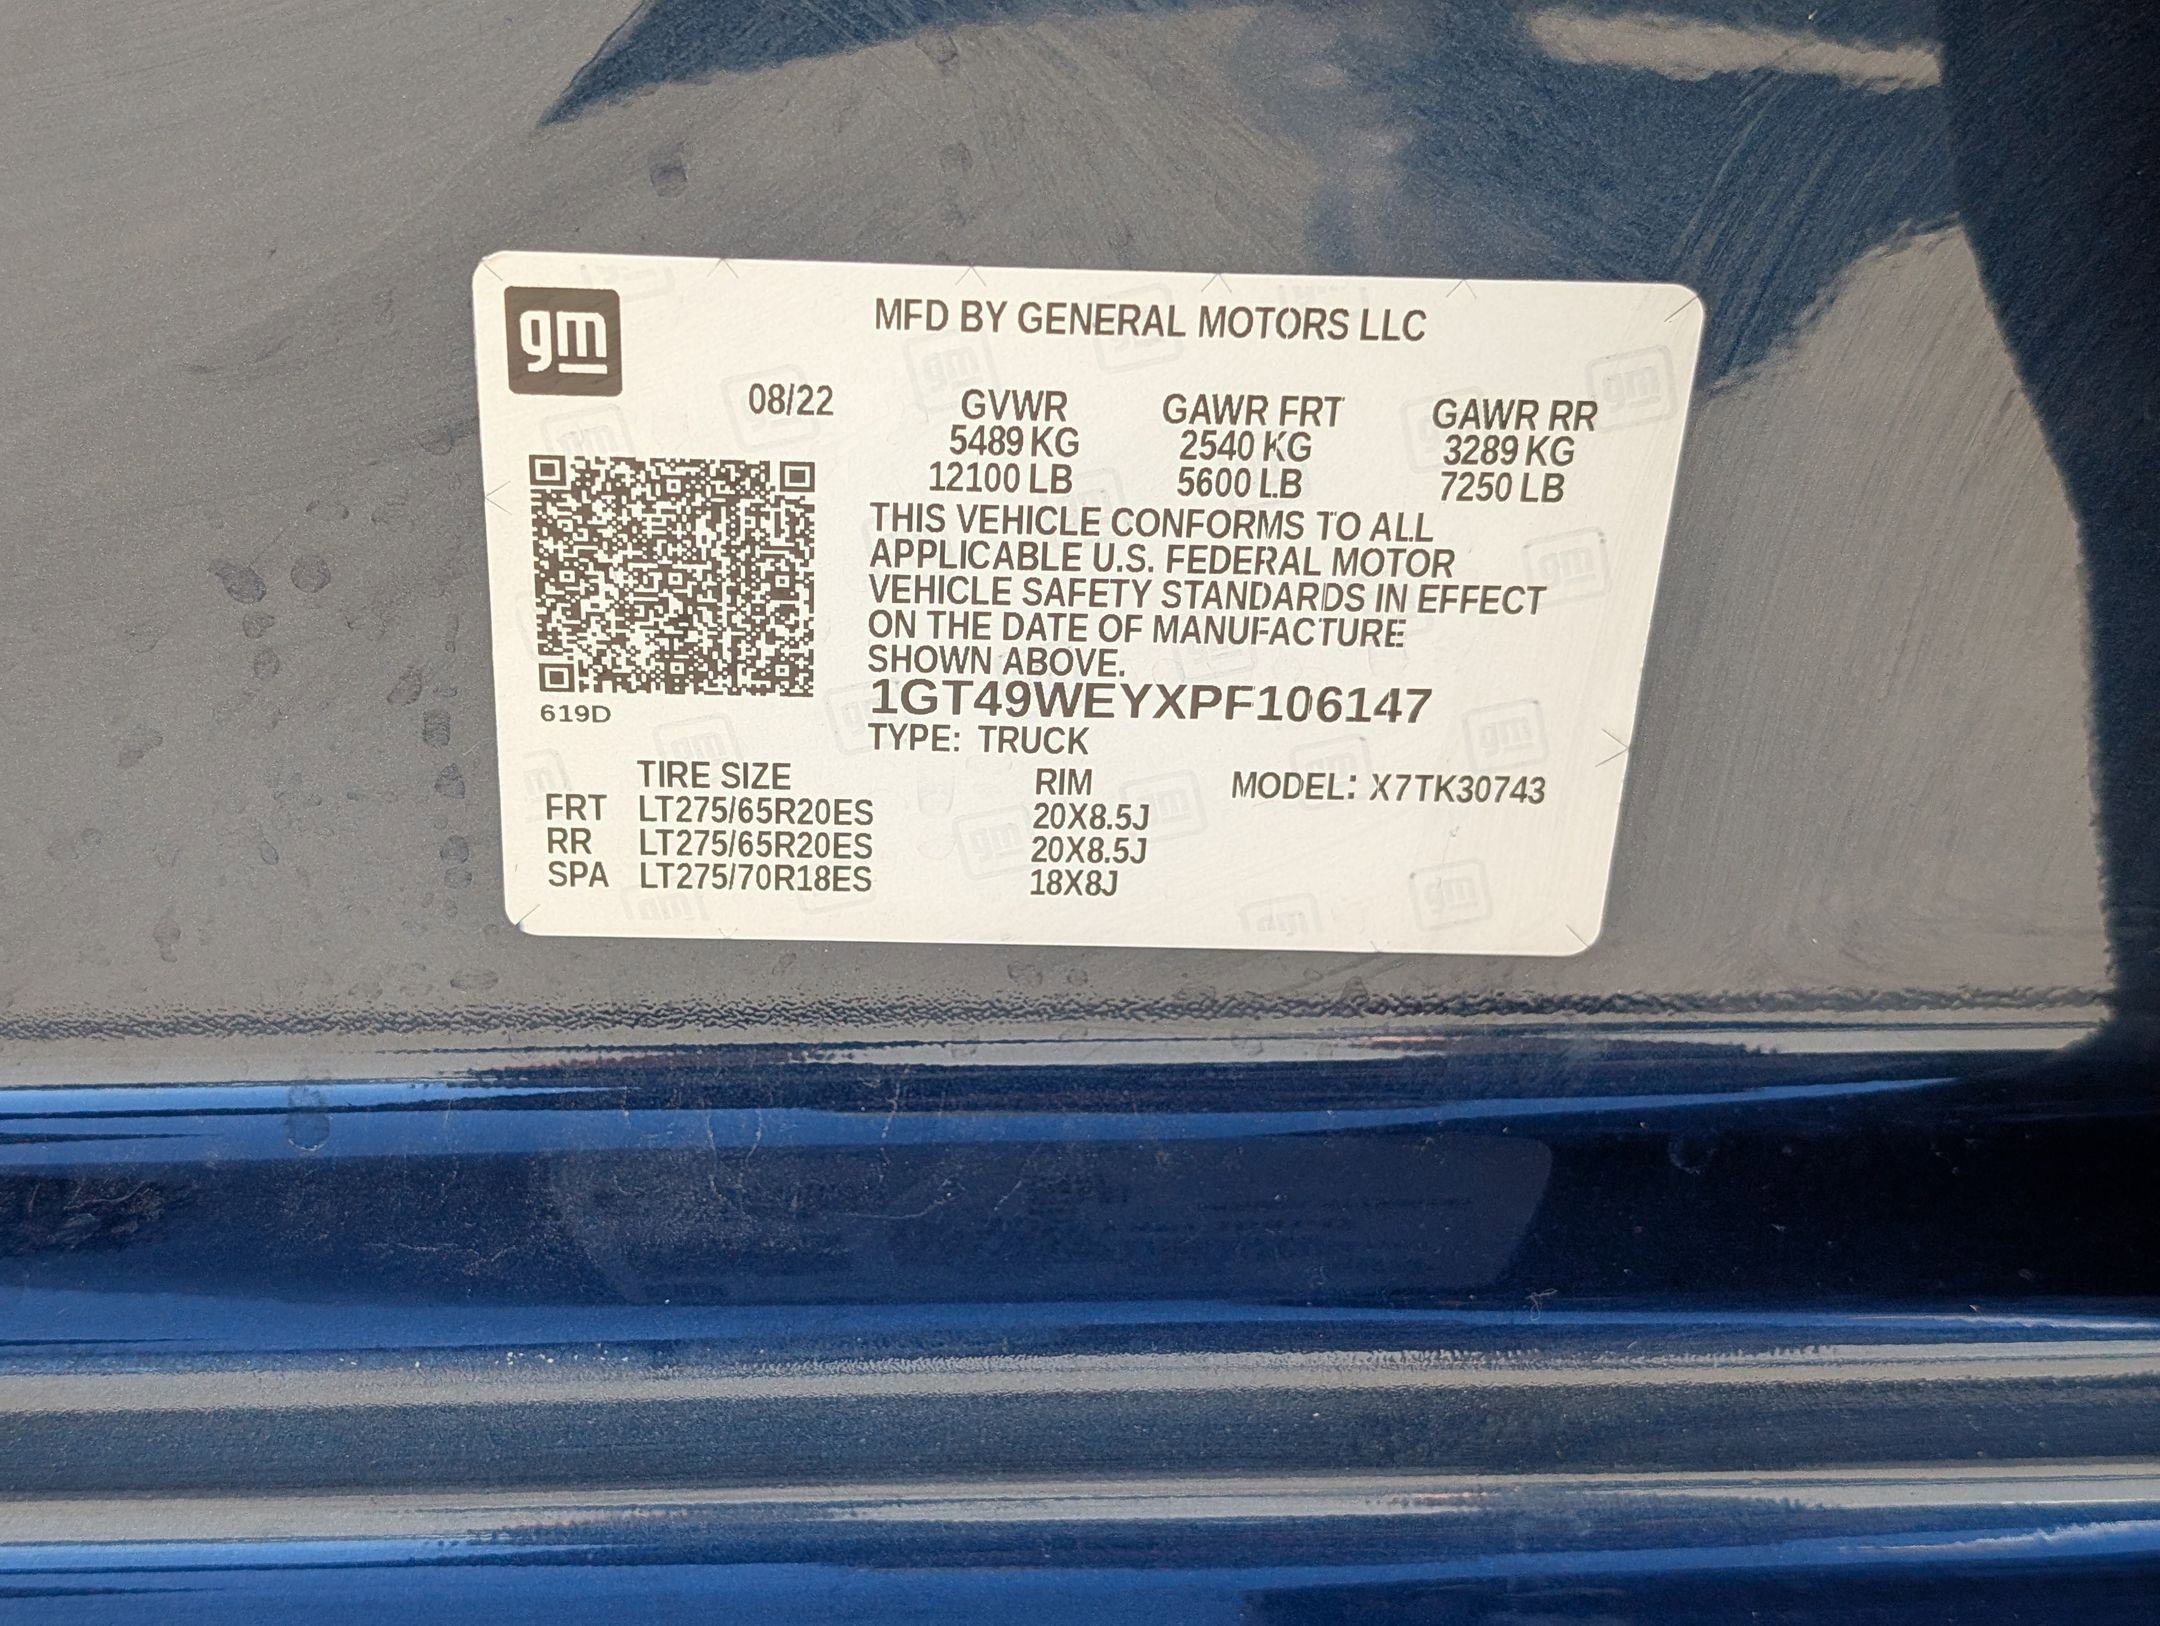 gm
MFD BY GENERAL MOTORS LLC
08/22 GVWR GAWR FRT GAWR RR
5489 KG 2540 KG 3289 KG
12100 LB 5600 LB 7250 LB
THIS VEHICLE CONFORMS TO ALL
APPLICABLE U.S. FEDERAL MOTOR
VEHICLE SAFETY STANDARDS IN EFFECT
ON THE DATE OF MANUFACTURE
SHOWN ABOVE.
1GT49WEYXPF106147
619D
TYPE: TRUCK
TIRE SIZE RIM MODEL: X7TK30743
FRT LT275/65R20ES 20X8.5J
RR LT275/65R20ES 20X8.5J
SPA LT275/70R18ES 18X8J